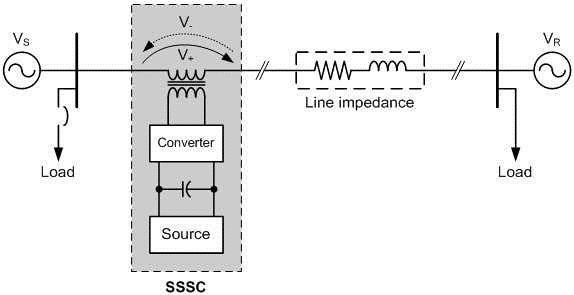 V-
VS
V+
VR
Line impedance
Converter
Load
Load
Source
SSSC